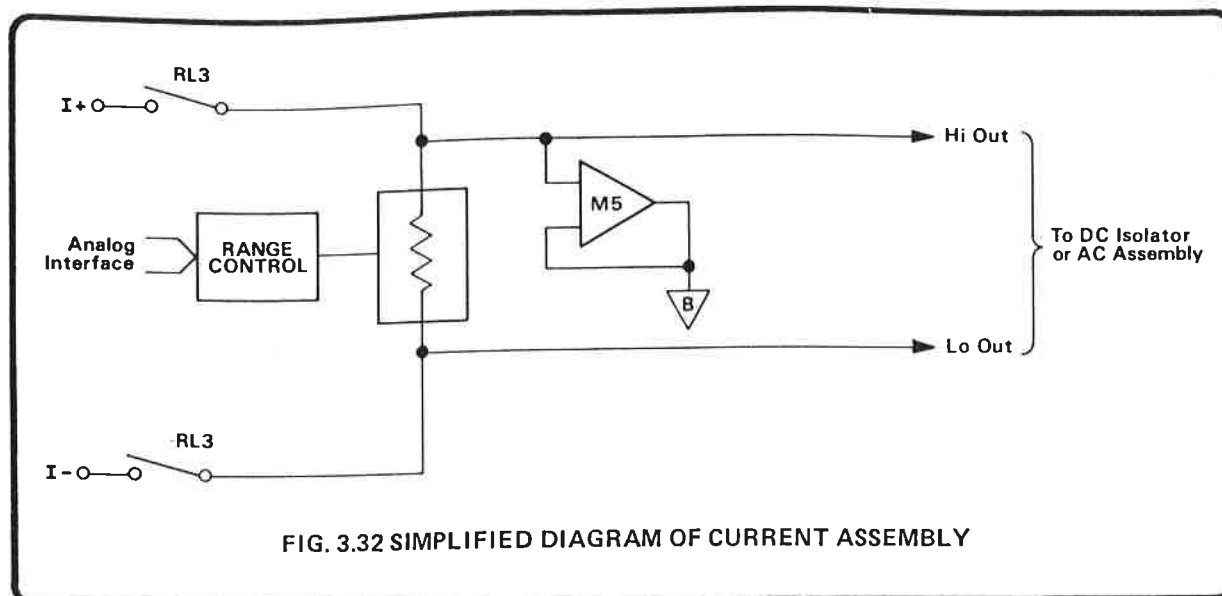 RL3
I+
Hi Out
M5
Analog
Interface
RANGE
CONTROL
To DC Isolator
or AC Assembly
B
Lo Out
RL3
I-
FIG. 3.32 SIMPLIFIED DIAGRAM OF CURRENT ASSEMBLY